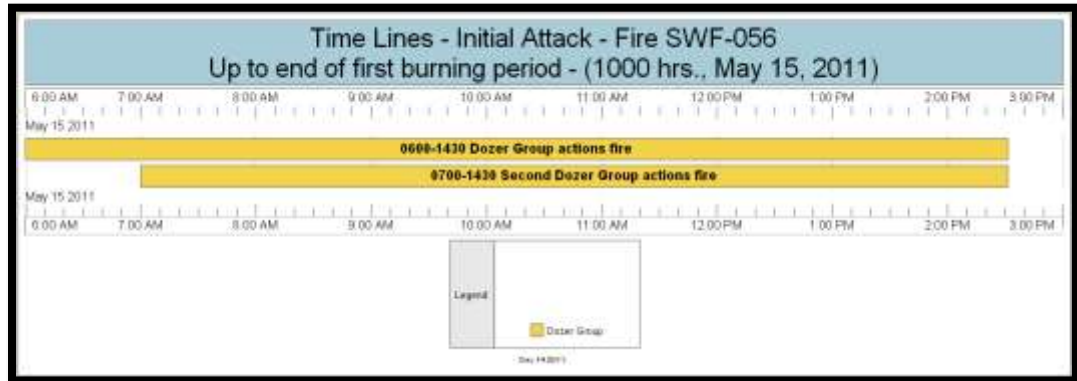 Time Lines - Initial Attack - Fire SWF-056
Up to end of first burning period - (1000 hrs., May 15, 2011)
6:00 AM 7:00 AM 8:00 AM 9:00 AM 10:00 AM 11:00 AM 12:00 PM 1:00 PM 2:00 PM 3:00 PM
May 15 2011
0600-1430 Dozer Group actions fire
0700-1430 Second Dozer Group actions fire
May 15 2011
6:00 AM 7:00 AM 8:00 AM 9:00 AM 10:00 AM 11:00 AM 12:00 PM 1:00 PM 2:00 PM 3:00 PM
Legend
Dozer Group